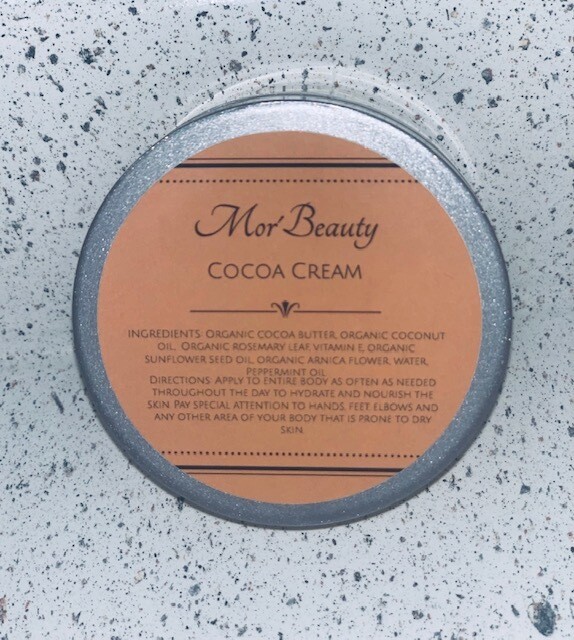 Mor'Beauty
Cocoa Cream
Ingredients: Organic cocoa butter, organic coconut
oil, organic rosemary leaf, vitamin E, organic
sunflower seed oil, organic arnica flower, water,
peppermint oil
Directions: Apply to entire body as often as needed
throughout the day to hydrate and nourish the
skin. Pay special attention to hands, feet, elbows and
any other area of your body that is prone to dry
skin.